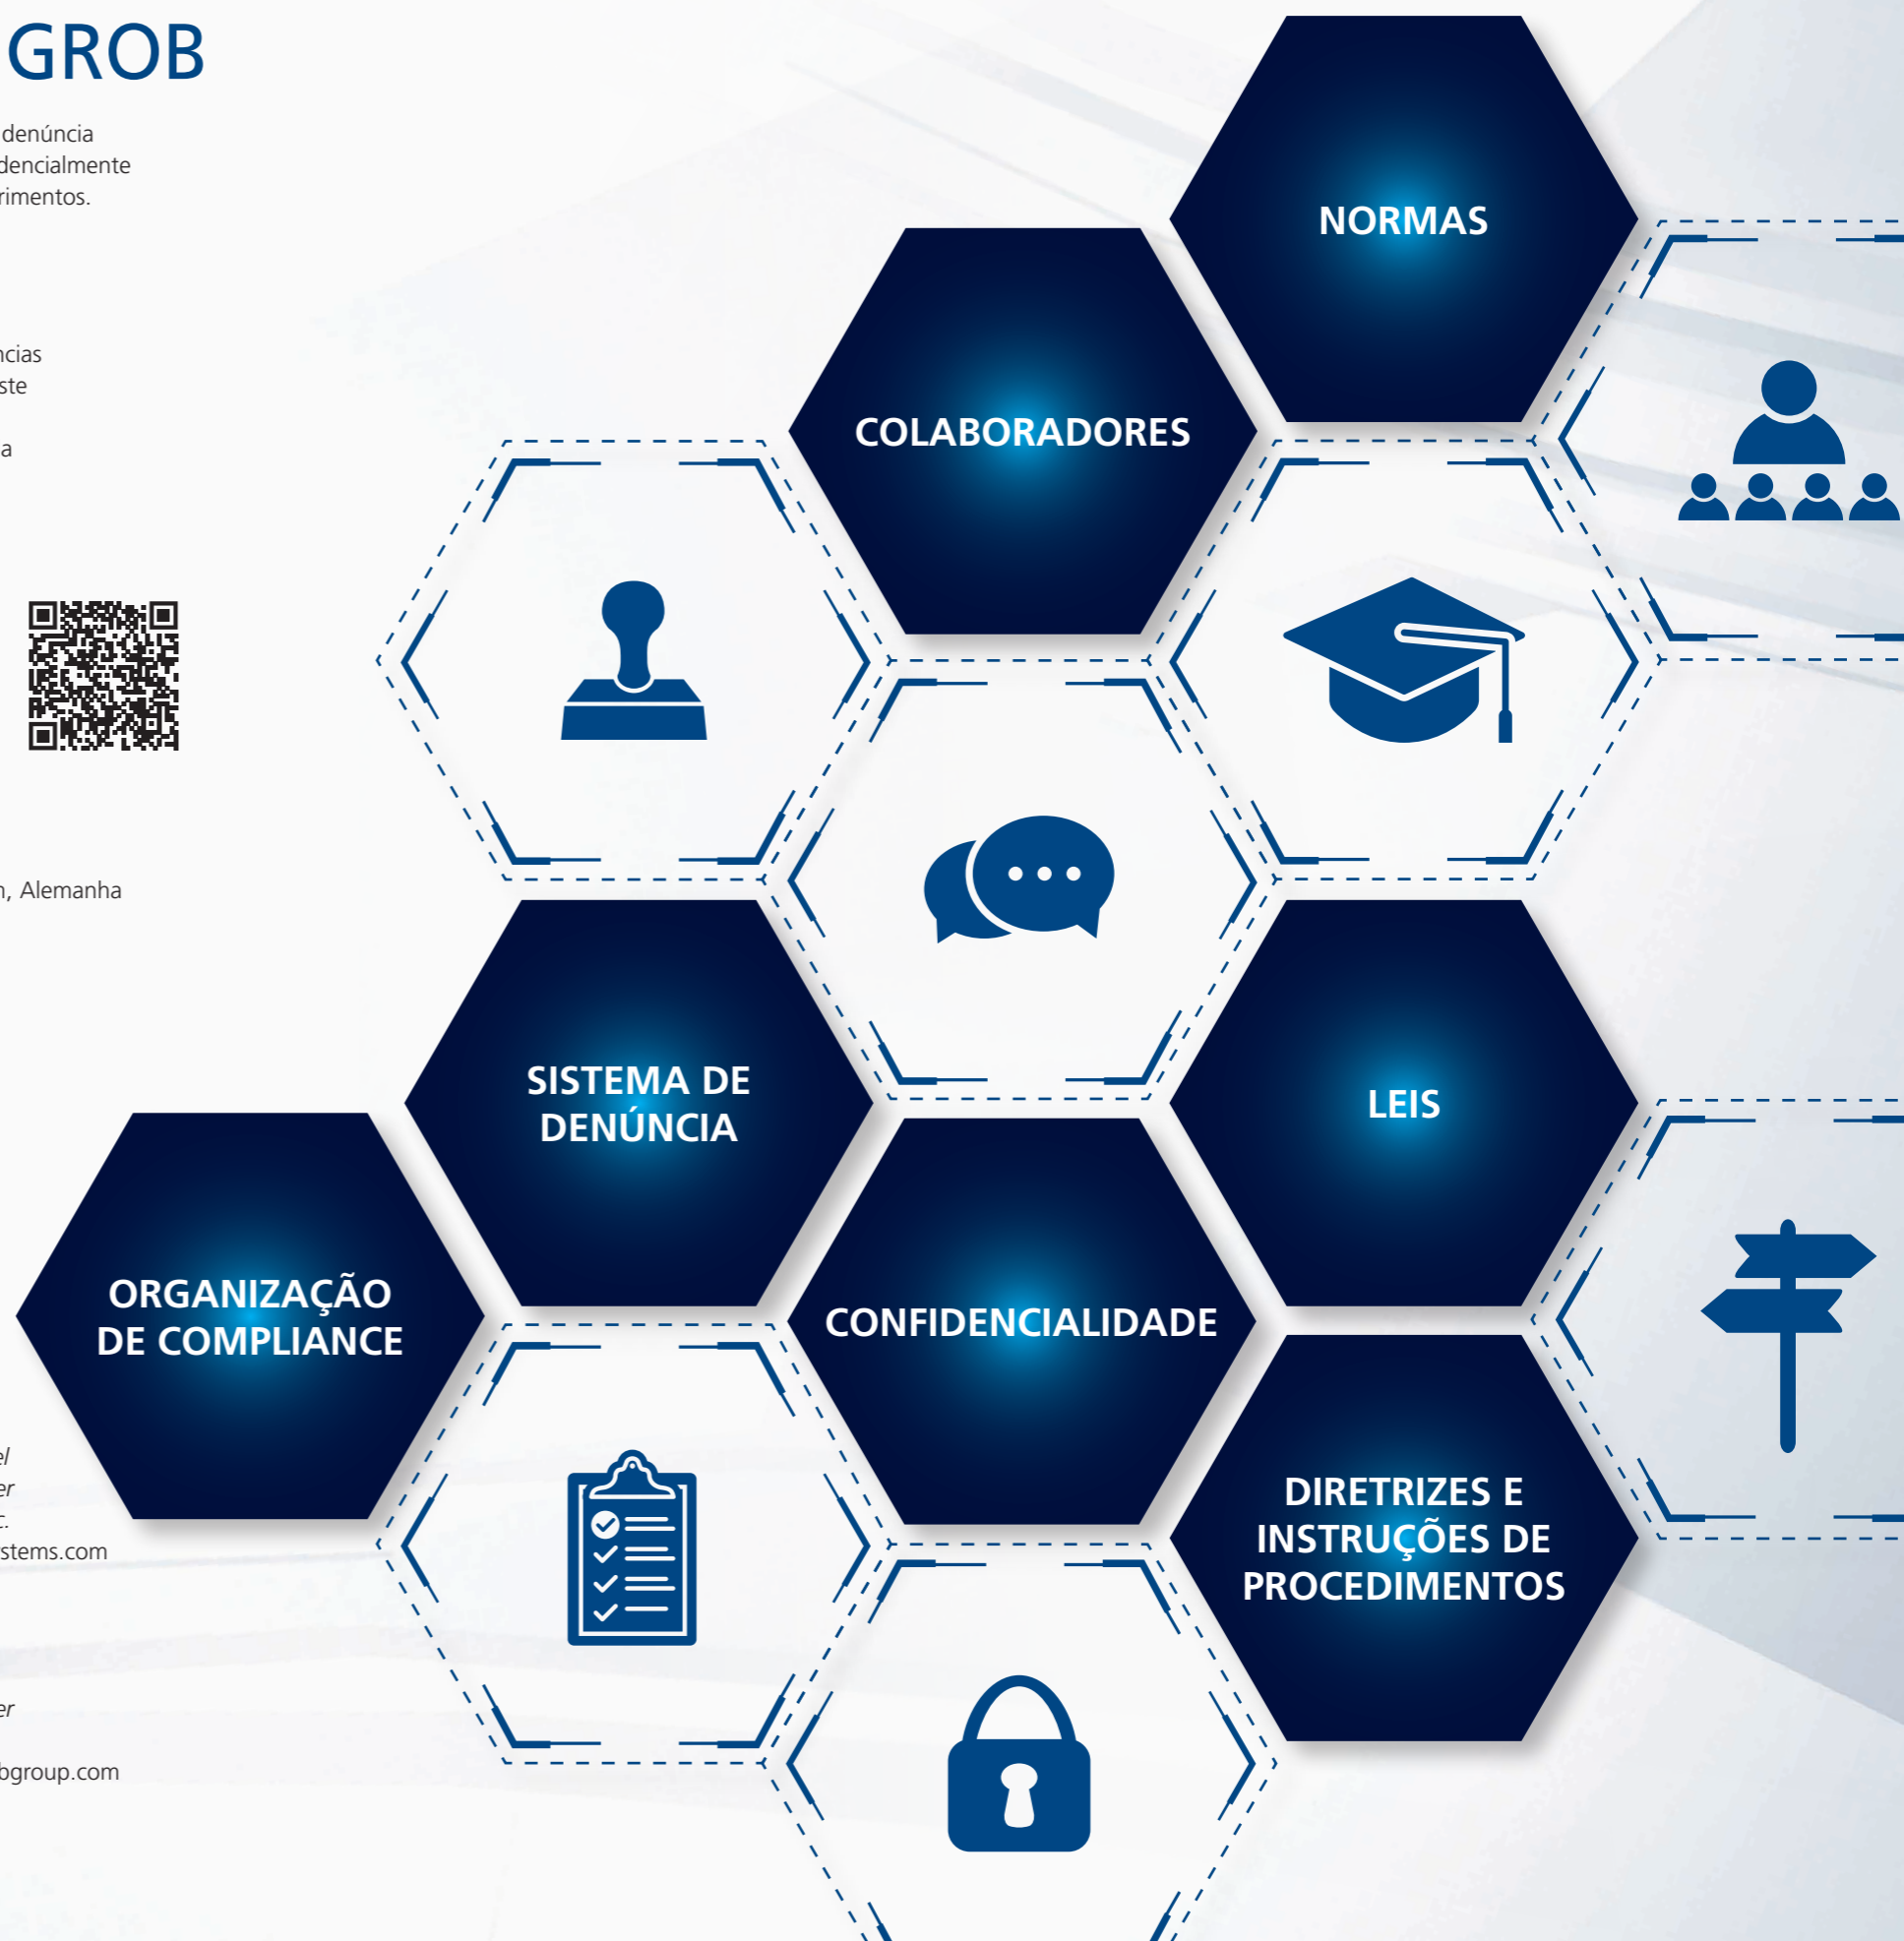 GROB
denúncia
dencialmente
rimentos.
ncias
ste
a
n, Alemanha
el
er
c.
stems.com
er
bgroup.com
NORMAS
COLABORADORES
SISTEMA DE
DENÚNCIA
LEIS
ORGANIZAÇÃO
DE COMPLIANCE
CONFIDENCIALIDADE
DIRETRIZES E
INSTRUÇÕES DE
PROCEDIMENTOS